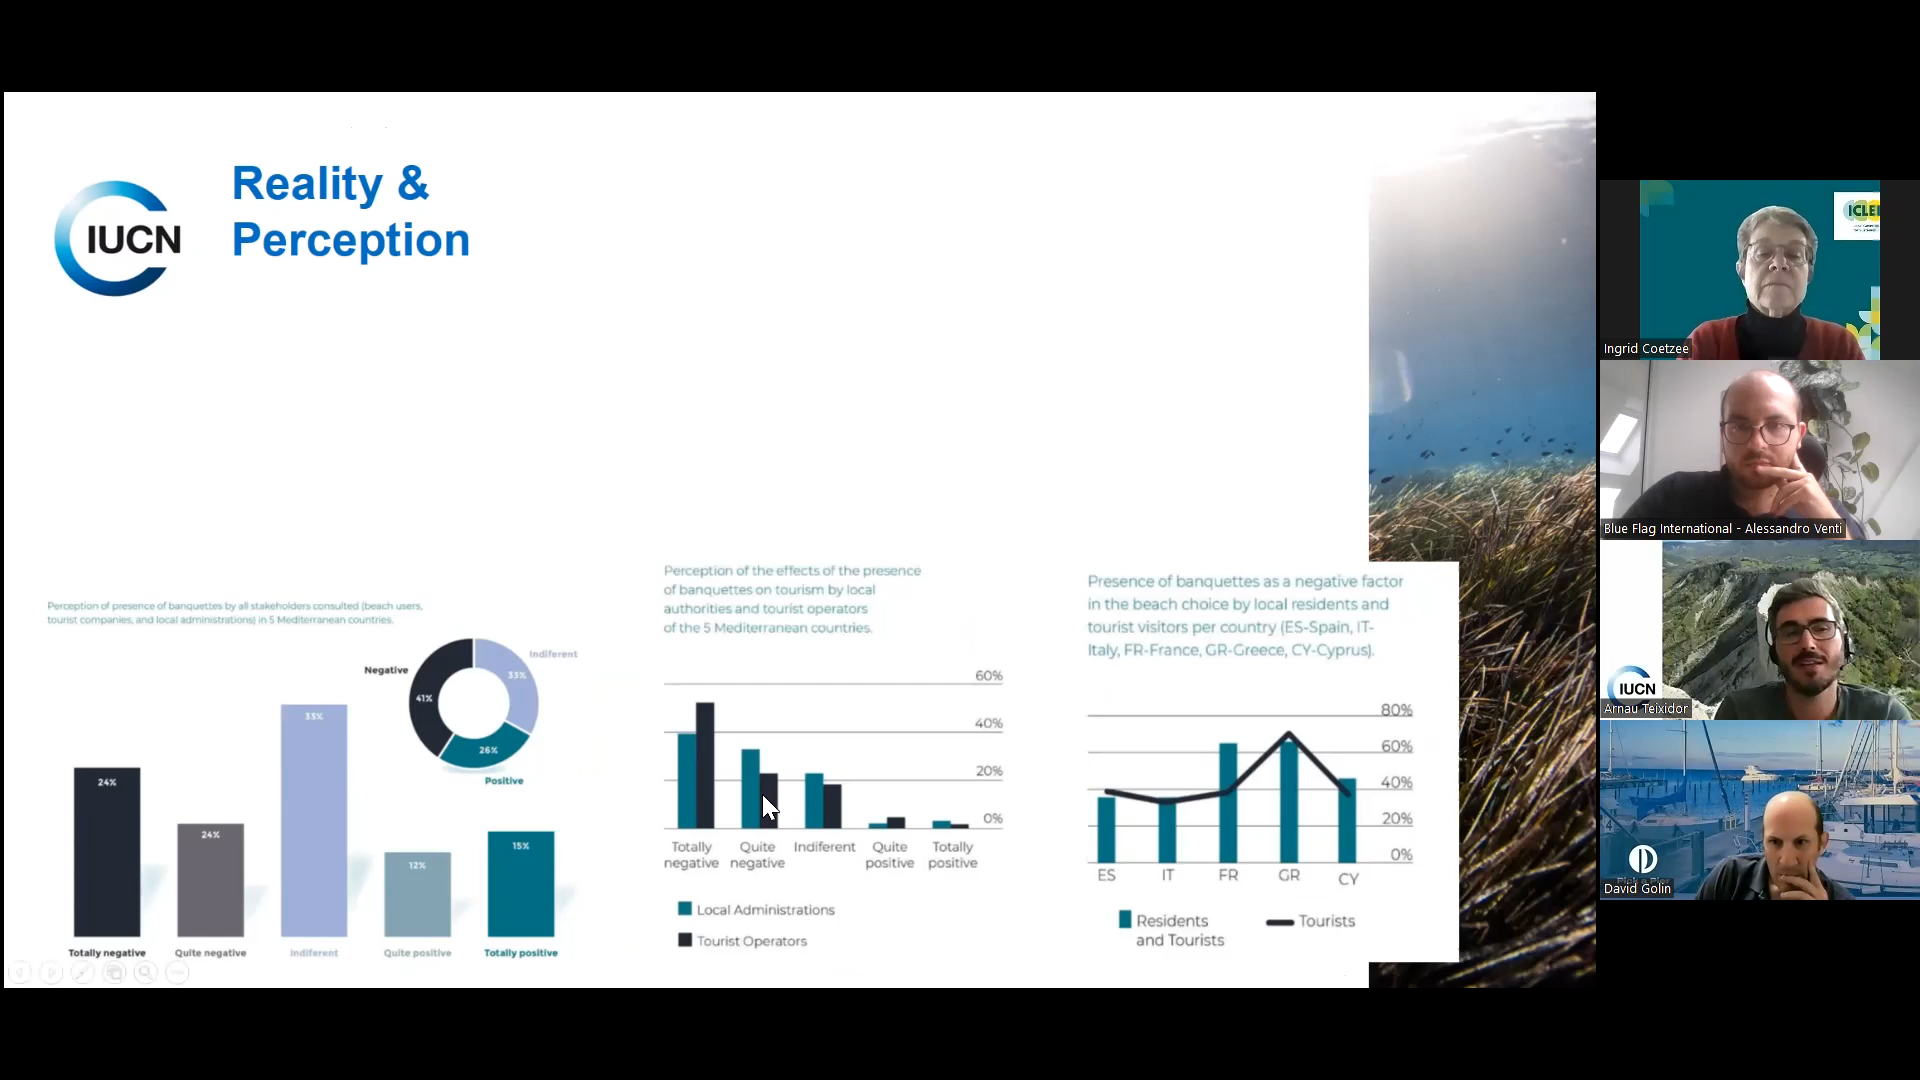 IUCN
Reality &
Perception
Perception of presence of banquettes by all stakeholders consulted (beach users,
tourist companies, and local administrations) in 5 Mediterranean countries.
Negative
Indiferent
41%
33%
26%
Positive
24%
24%
33%
12%
15%
Totally negative
Quite negative
Indiferent
Quite positive
Totally positive
Perception of the effects of the presence
of banquettes on tourism by local
authorities and tourist operators
of the 5 Mediterranean countries.
60%
40%
20%
0%
Totally
negative
Quite
negative
Indiferent
Quite
positive
Totally
positive
Local Administrations
Tourist Operators
Presence of banquettes as a negative factor
in the beach choice by local residents and
tourist visitors per country (ES-Spain, IT-
Italy, FR-France, GR-Greece, CY-Cyprus).
80%
60%
40%
20%
0%
ES
IT
FR
GR
CY
Residents
and Tourists
Tourists
ICLE
Ingrid Coetzee
Blue Flag International - Alessandro Venti
IUCN
Arnau Teixidor
David Golin